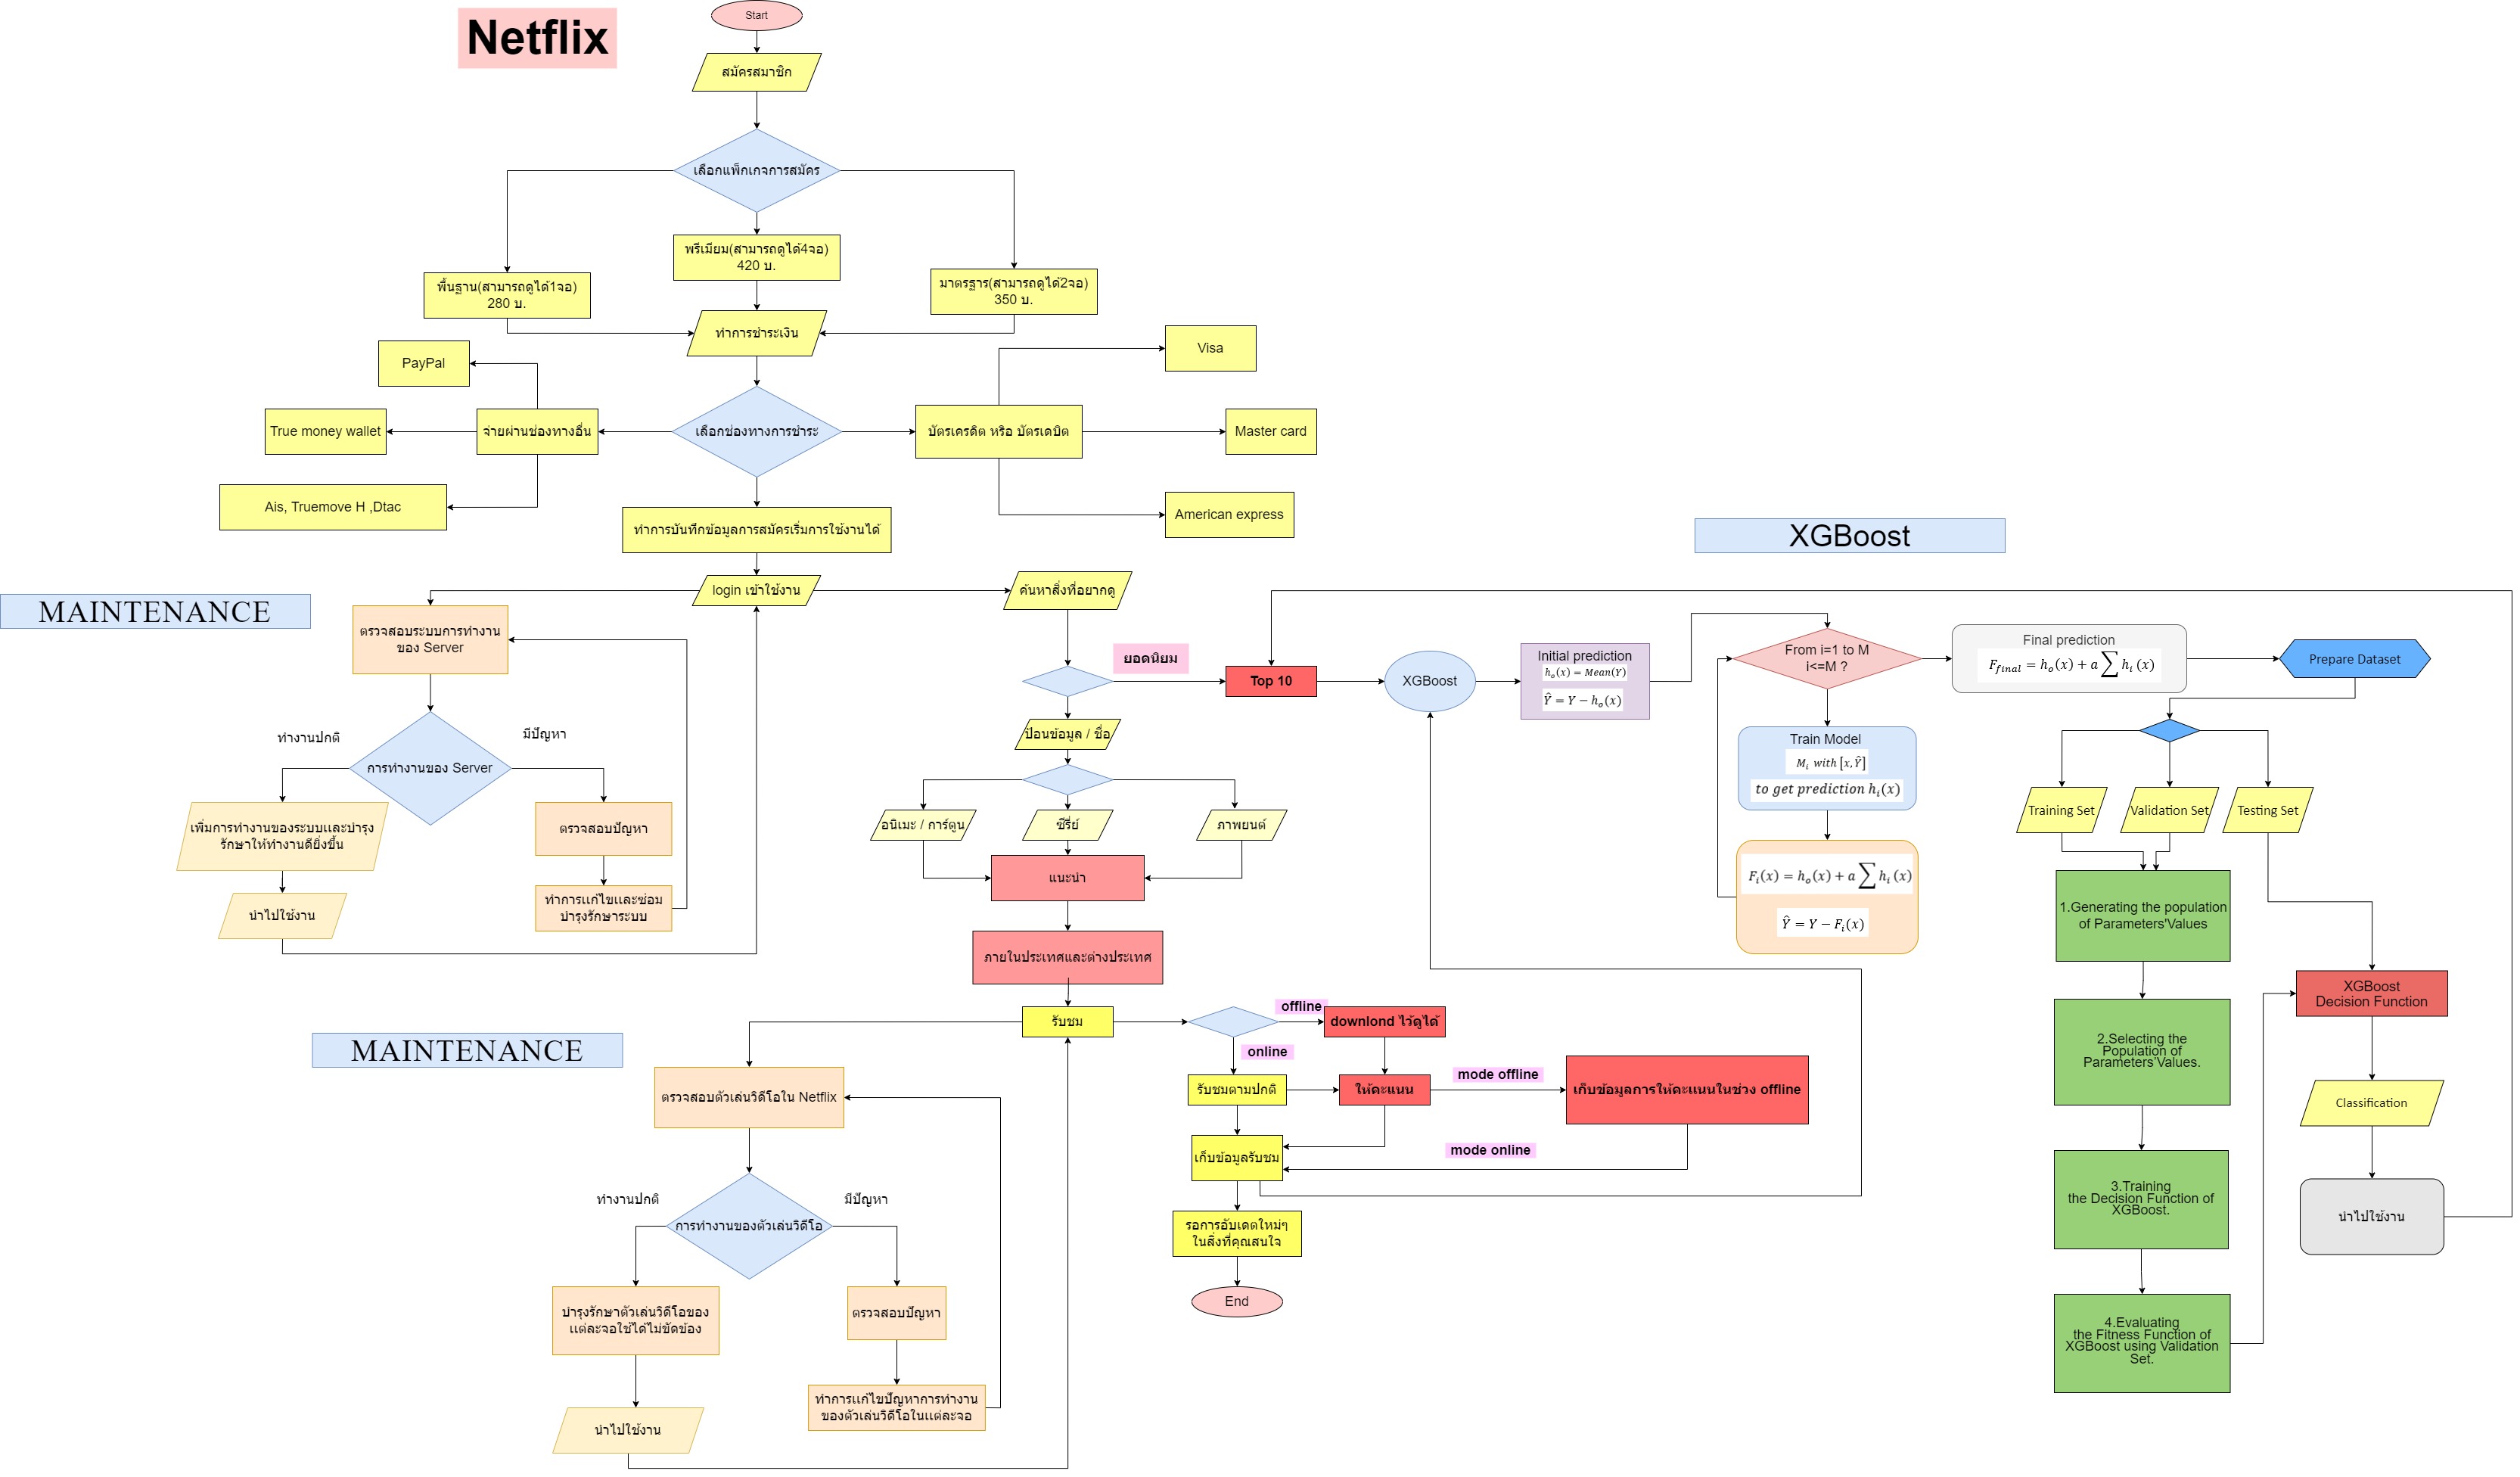 Netflix
Start
สมัครสมาชิก
เลือกแพ็กเกจการสมัคร
พื้นฐาน(สามารถดูได้1จอ)
280 บ.
พรีเมียม(สามารถดูได้4จอ)
420 บ.
มาตรฐาร(สามารถดูได้2จอ)
350 บ.
ทำการชำระเงิน
PayPal
True money wallet
จ่ายผ่านช่องทางอื่น
Ais, Truemove H ,Dtac
เลือกช่องทางการชำระ
บัตรเครดิต หรือ บัตรเดบิต
Visa
Master card
American express
ทำการบันทึกข้อมูลการสมัครเริ่มการใช้งานได้
login เข้าใช้งาน
MAINTENANCE
ตรวจสอบระบบการทำงาน
ของ Server
ทำงานปกติ
มีปัญหา
การทำงานของ Server
เพิ่มการทำงานของระบบและบำรุง
รักษาให้ทำงานดียิ่งขึ้น
นำไปใช้งาน
ตรวจสอบปัญหา
ทำการแก้ไขและซ่อม
บำรุงรักษาระบบ
ค้นหาสิ่งที่อยากดู
ยอดนิยม
Top 10
ป้อนข้อมูล / ชื่อ
อนิเมะ / การ์ตูน
ซีรี่ย์
ภาพยนต์
แนะนำ
ภายในประเทศและต่างประเทศ
รับชม
offline
downlond ไว้ดูได้
online
รับชมตามปกติ
ให้คะแนน
mode offline
เก็บข้อมูลการให้คะแนนในช่วง offline
mode online
เก็บข้อมูลรับชม
รอการอัปเดตใหม่ๆ
ในสิ่งที่คุณสนใจ
End
MAINTENANCE
ตรวจสอบตัวเล่นวิดีโอใน Netflix
ทำงานปกติ
มีปัญหา
การทำงานของตัวเล่นวิดีโอ
บำรุงรักษาตัวเล่นวิดีโอของ
แต่ละจอใช้ได้ไม่ขัดข้อง
นำไปใช้งาน
ตรวจสอบปัญหา
ทำการแก้ไขปัญหาการทำงาน
ของตัวเล่นวิดีโอในแต่ละจอ
XGBoost
XGBoost
Initial prediction
h₀(x) = Mean(Y)
Ŷ = Y − h₀(x)
From i=1 to M
i<=M ?
Train Model
Mᵢ with [x, Ŷ]
to get prediction hᵢ(x)
Fᵢ(x) = h₀(x) + a ∑ hᵢ(x)
Ŷ = Y − Fᵢ(x)
Final prediction
F_final = h₀(x) + a ∑ hᵢ(x)
Prepare Dataset
Training Set
Validation Set
Testing Set
1.Generating the population
of Parameters'Values
2.Selecting the
Population of
Parameters'Values.
3.Training
the Decision Function of
XGBoost.
4.Evaluating
the Fitness Function of
XGBoost using Validation
Set.
XGBoost
Decision Function
Classification
นำไปใช้งาน